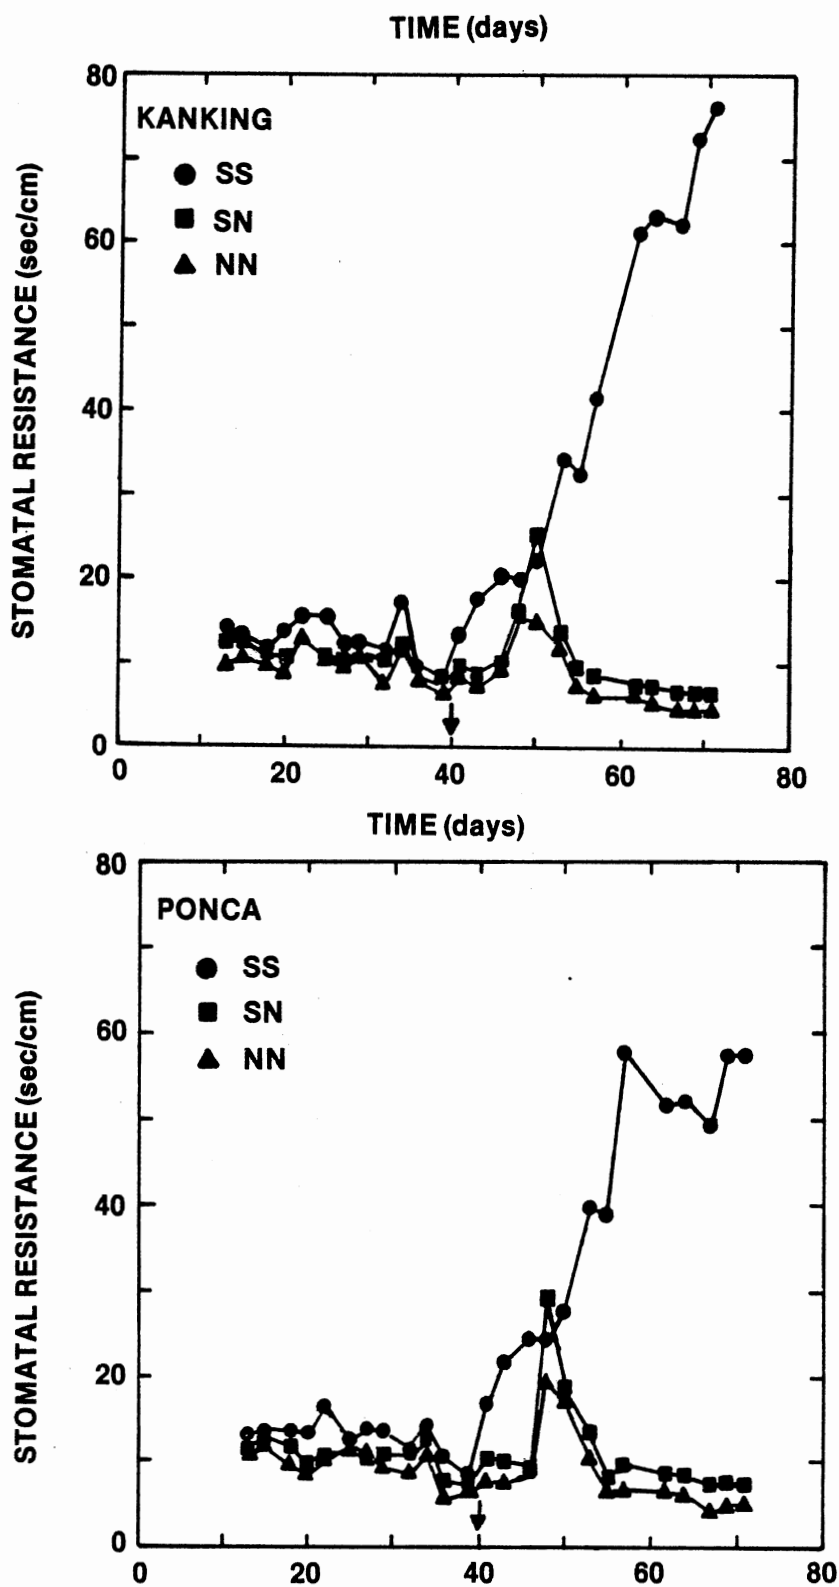 TIME (days)
80
KANKING
SS
SN
NN
60
40
20
0
STOMATAL RESISTANCE (sec/cm)
0 20 40 60 80
TIME (days)
80
PONCA
SS
SN
NN
60
40
20
0
STOMATAL RESISTANCE (sec/cm)
0 20 40 60 80